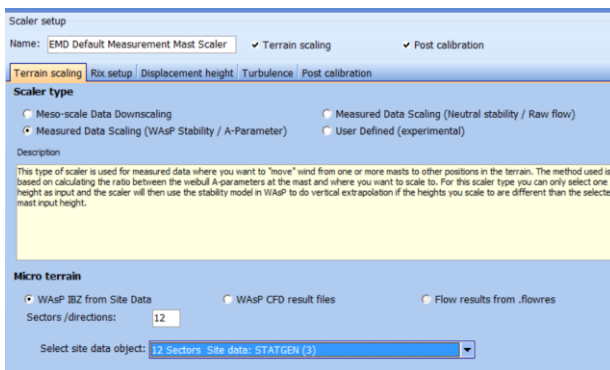 Scaler setup
Name: EMD Default Measurement Mast Scaler Terrain scaling Post calibration
Terrain scaling Rix setup Displacement height Turbulence Post calibration
Scaler type
Meso-scale Data Downscaling Measured Data Scaling (Neutral stability / Raw flow)
Measured Data Scaling (WAsP Stability / A-Parameter) User Defined (experimental)
Description
This type of scaler is used for measured data where you want to "move" wind from one or more masts to other positions in the terrain. The method used is
based on calculating the ratio between the weibull A-parameters at the mast and where you want to scale to. For this scaler type you can only select one
height as input and the scaler will then use the stability model in WAsP to do vertical extrapolation if the heights you scale to are different than the selecte
mast input height.
Micro terrain
WAsP IBZ from Site Data WAsP CFD result files Flow results from .flowres
Sectors /directions: 12
Select site data object: 12 Sectors Site data: STATGEN (3)